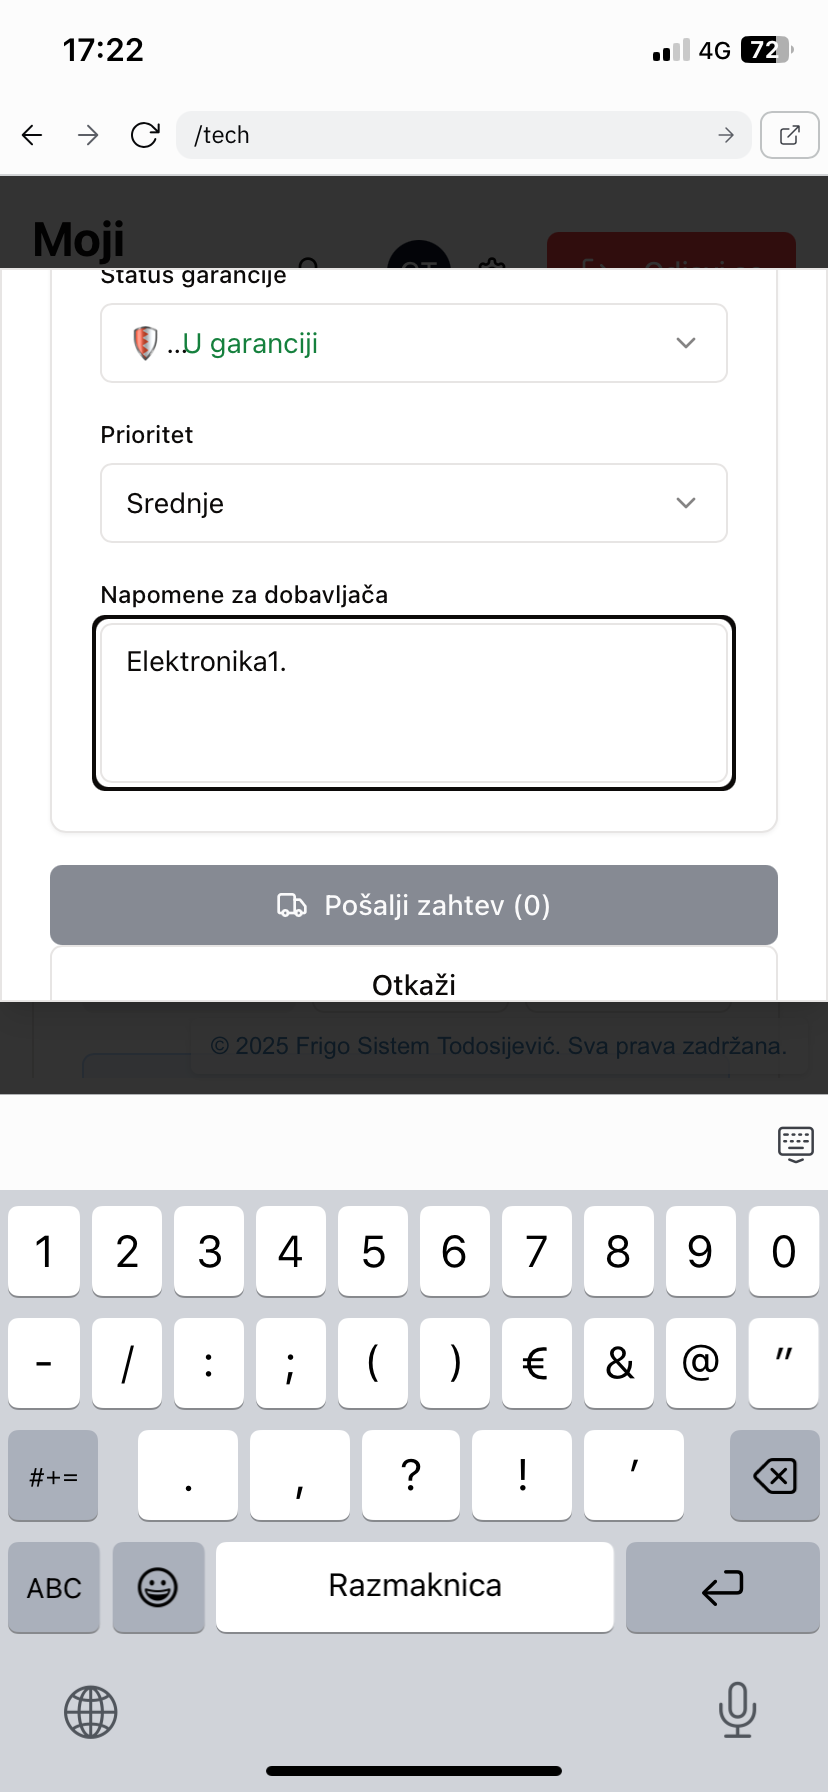 17:22
4G
72
/tech
Moji
Status garancije
...U garanciji
Prioritet
Srednje
Napomene za dobavljača
Elektronika1.
Pošalji zahtev (0)
Otkaži
© 2025 Frigo Sistem Todosijević. Sva prava zadržana.
1 2 3 4 5 6 7 8 9 0
- / : ; ( ) € & @ "
#+= . , ? ! '
ABC Razmaknica